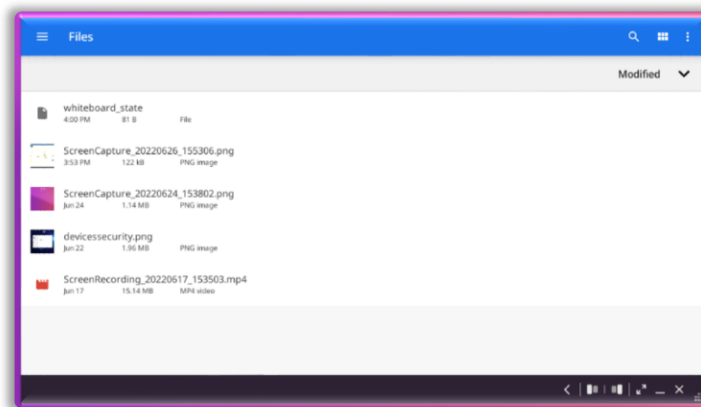 Files
Modified
whiteboard_state
4:00 PM 81 B File
ScreenCapture_20220626_155306.png
3:53 PM 122 kB PNG image
ScreenCapture_20220624_153802.png
Jun 24 1.14 MB PNG image
devicessecurity.png
Jun 22 1.96 MB PNG image
ScreenRecording_20220617_153503.mp4
Jun 17 15.14 MB MP4 video